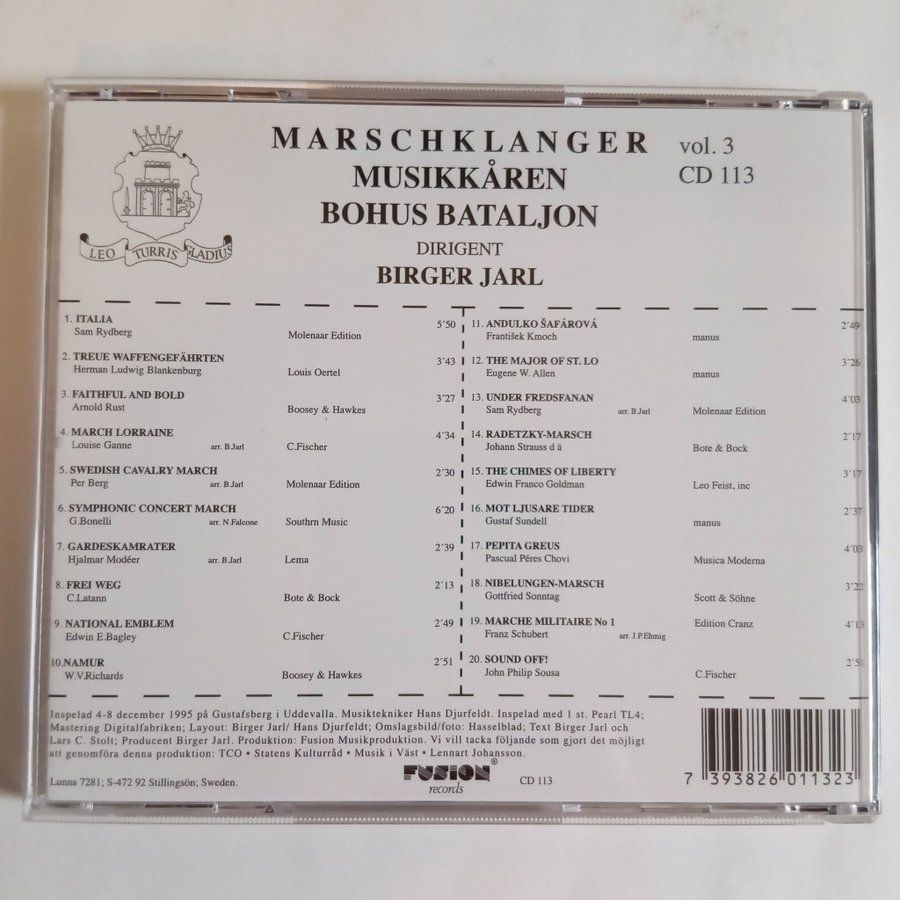 MARSCHKLANGER vol. 3
MUSIKKÅREN CD 113
BOHUS BATALJON
DIRIGENT
BIRGER JARL
LEO TURRIS GLADIUS
1. ITALIA 5´50
Sam Rydberg Molenaar Edition
2. TREUE WAFFENGEFÄHRTEN 3´43
Herman Ludwig Blankenburg Louis Oertel
3. FAITHFUL AND BOLD 3´27
Arnold Rust Boosey & Hawkes
4. MARCH LORRAINE 4´34
Louise Ganne arr. B.Jarl C.Fischer
5. SWEDISH CAVALRY MARCH 2´30
Per Berg arr. B.Jarl Molenaar Edition
6. SYMPHONIC CONCERT MARCH 6´20
G.Bonelli arr. N.Falcone Southrn Music
7. GARDESKAMRATER 2´39
Hjalmar Modéer arr. B.Jarl Lema
8. FREI WEG 2´13
C.Latann Bote & Bock
9. NATIONAL EMBLEM 2´49
Edwin E.Bagley C.Fischer
10.NAMUR 2´51
W.V.Richards Boosey & Hawkes
11. ANDULKO ŠAFÁROVÁ 2´49
František Kmoch manus
12. THE MAJOR OF ST. LO 3´26
Eugene W. Allen manus
13. UNDER FREDSFANAN 4´03
Sam Rydberg arr. B.Jarl Molenaar Edition
14. RADETZKY-MARSCH 2´17
Johann Strauss d ä Bote & Bock
15. THE CHIMES OF LIBERTY 3´17
Edwin Franco Goldman Leo Feist, inc
16. MOT LJUSARE TIDER 2´37
Gustaf Sundell manus
17. PEPITA GREUS 4´03
Pascual Péres Chovi Musica Moderna
18. NIBELUNGEN-MARSCH 3´22
Gottfried Sonntag Scott & Söhne
19. MARCHE MILITAIRE No 1 Edition Cranz 4´13
Franz Schubert arr. J.P.Ehmig
20. SOUND OFF!
John Philip Sousa C.Fischer
Inspelad 4-8 december 1995 på Gustafsberg i Uddevalla. Musiktekniker Hans Djurfeldt. Inspelad med 1 st. Pearl TL4;
Mastering Digitalfabriken; Layout: Birger Jarl/ Hans Djurfeldt; Omslagsbild/foto: Hasselblad; Text Birger Jarl och
Lars C. Stolt; Producent Birger Jarl. Produktion: Fusion Musikproduktion. Vi vill tacka följande som gjort det möjligt
att genomföra denna produktion: TCO • Statens Kulturråd • Musik i Väst • Lennart Johansson.
Lunna 7281; S-472 92 Stillingsön; Sweden.
FUSION®
records
CD 113
7 393826 011323